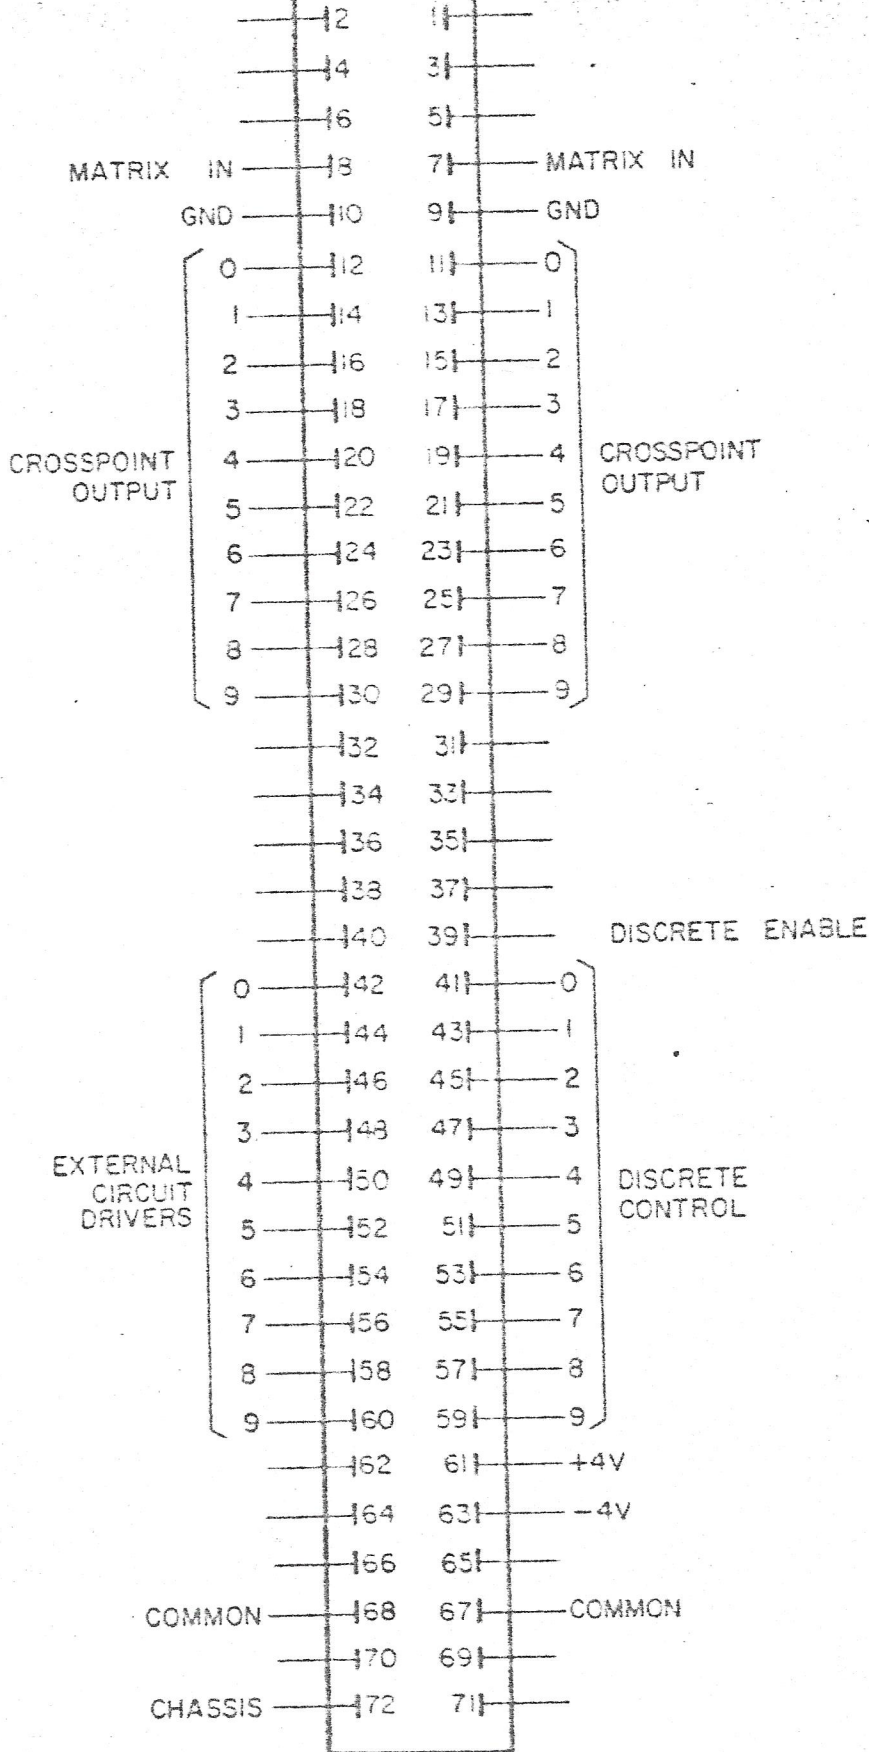 2 1
4 3
6 5
MATRIX IN 8 7 MATRIX IN
GND 10 9 GND
0 12 11 0
1 14 13 1
2 16 15 2
3 18 17 3
CROSSPOINT OUTPUT 4 20 19 4 CROSSPOINT OUTPUT
5 22 21 5
6 24 23 6
7 26 25 7
8 28 27 8
9 30 29 9
32 31
34 33
36 35
38 37
40 39 DISCRETE ENABLE
0 42 41 0
1 44 43 1
2 46 45 2
3 48 47 3
EXTERNAL CIRCUIT DRIVERS 4 50 49 4 DISCRETE CONTROL
5 52 51 5
6 54 53 6
7 56 55 7
8 58 57 8
9 60 59 9
62 61 +4V
64 63 -4V
66 65
COMMON 68 67 COMMON
70 69
CHASSIS 72 71